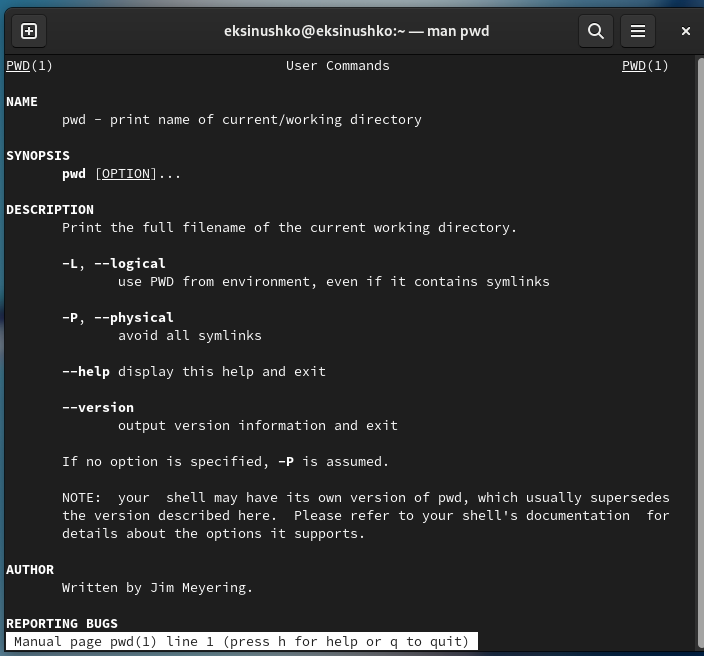 eksinushko@eksinushko:~ — man pwd
PWD(1) User Commands PWD(1)
NAME
pwd - print name of current/working directory
SYNOPSIS
pwd [OPTION]...
DESCRIPTION
Print the full filename of the current working directory.
-L, --logical
use PWD from environment, even if it contains symlinks
-P, --physical
avoid all symlinks
--help display this help and exit
--version
output version information and exit
If no option is specified, -P is assumed.
NOTE:  your  shell may have its own version of pwd, which usually supersedes
the version described here.  Please refer to your shell's documentation  for
details about the options it supports.
AUTHOR
Written by Jim Meyering.
REPORTING BUGS
Manual page pwd(1) line 1 (press h for help or q to quit)